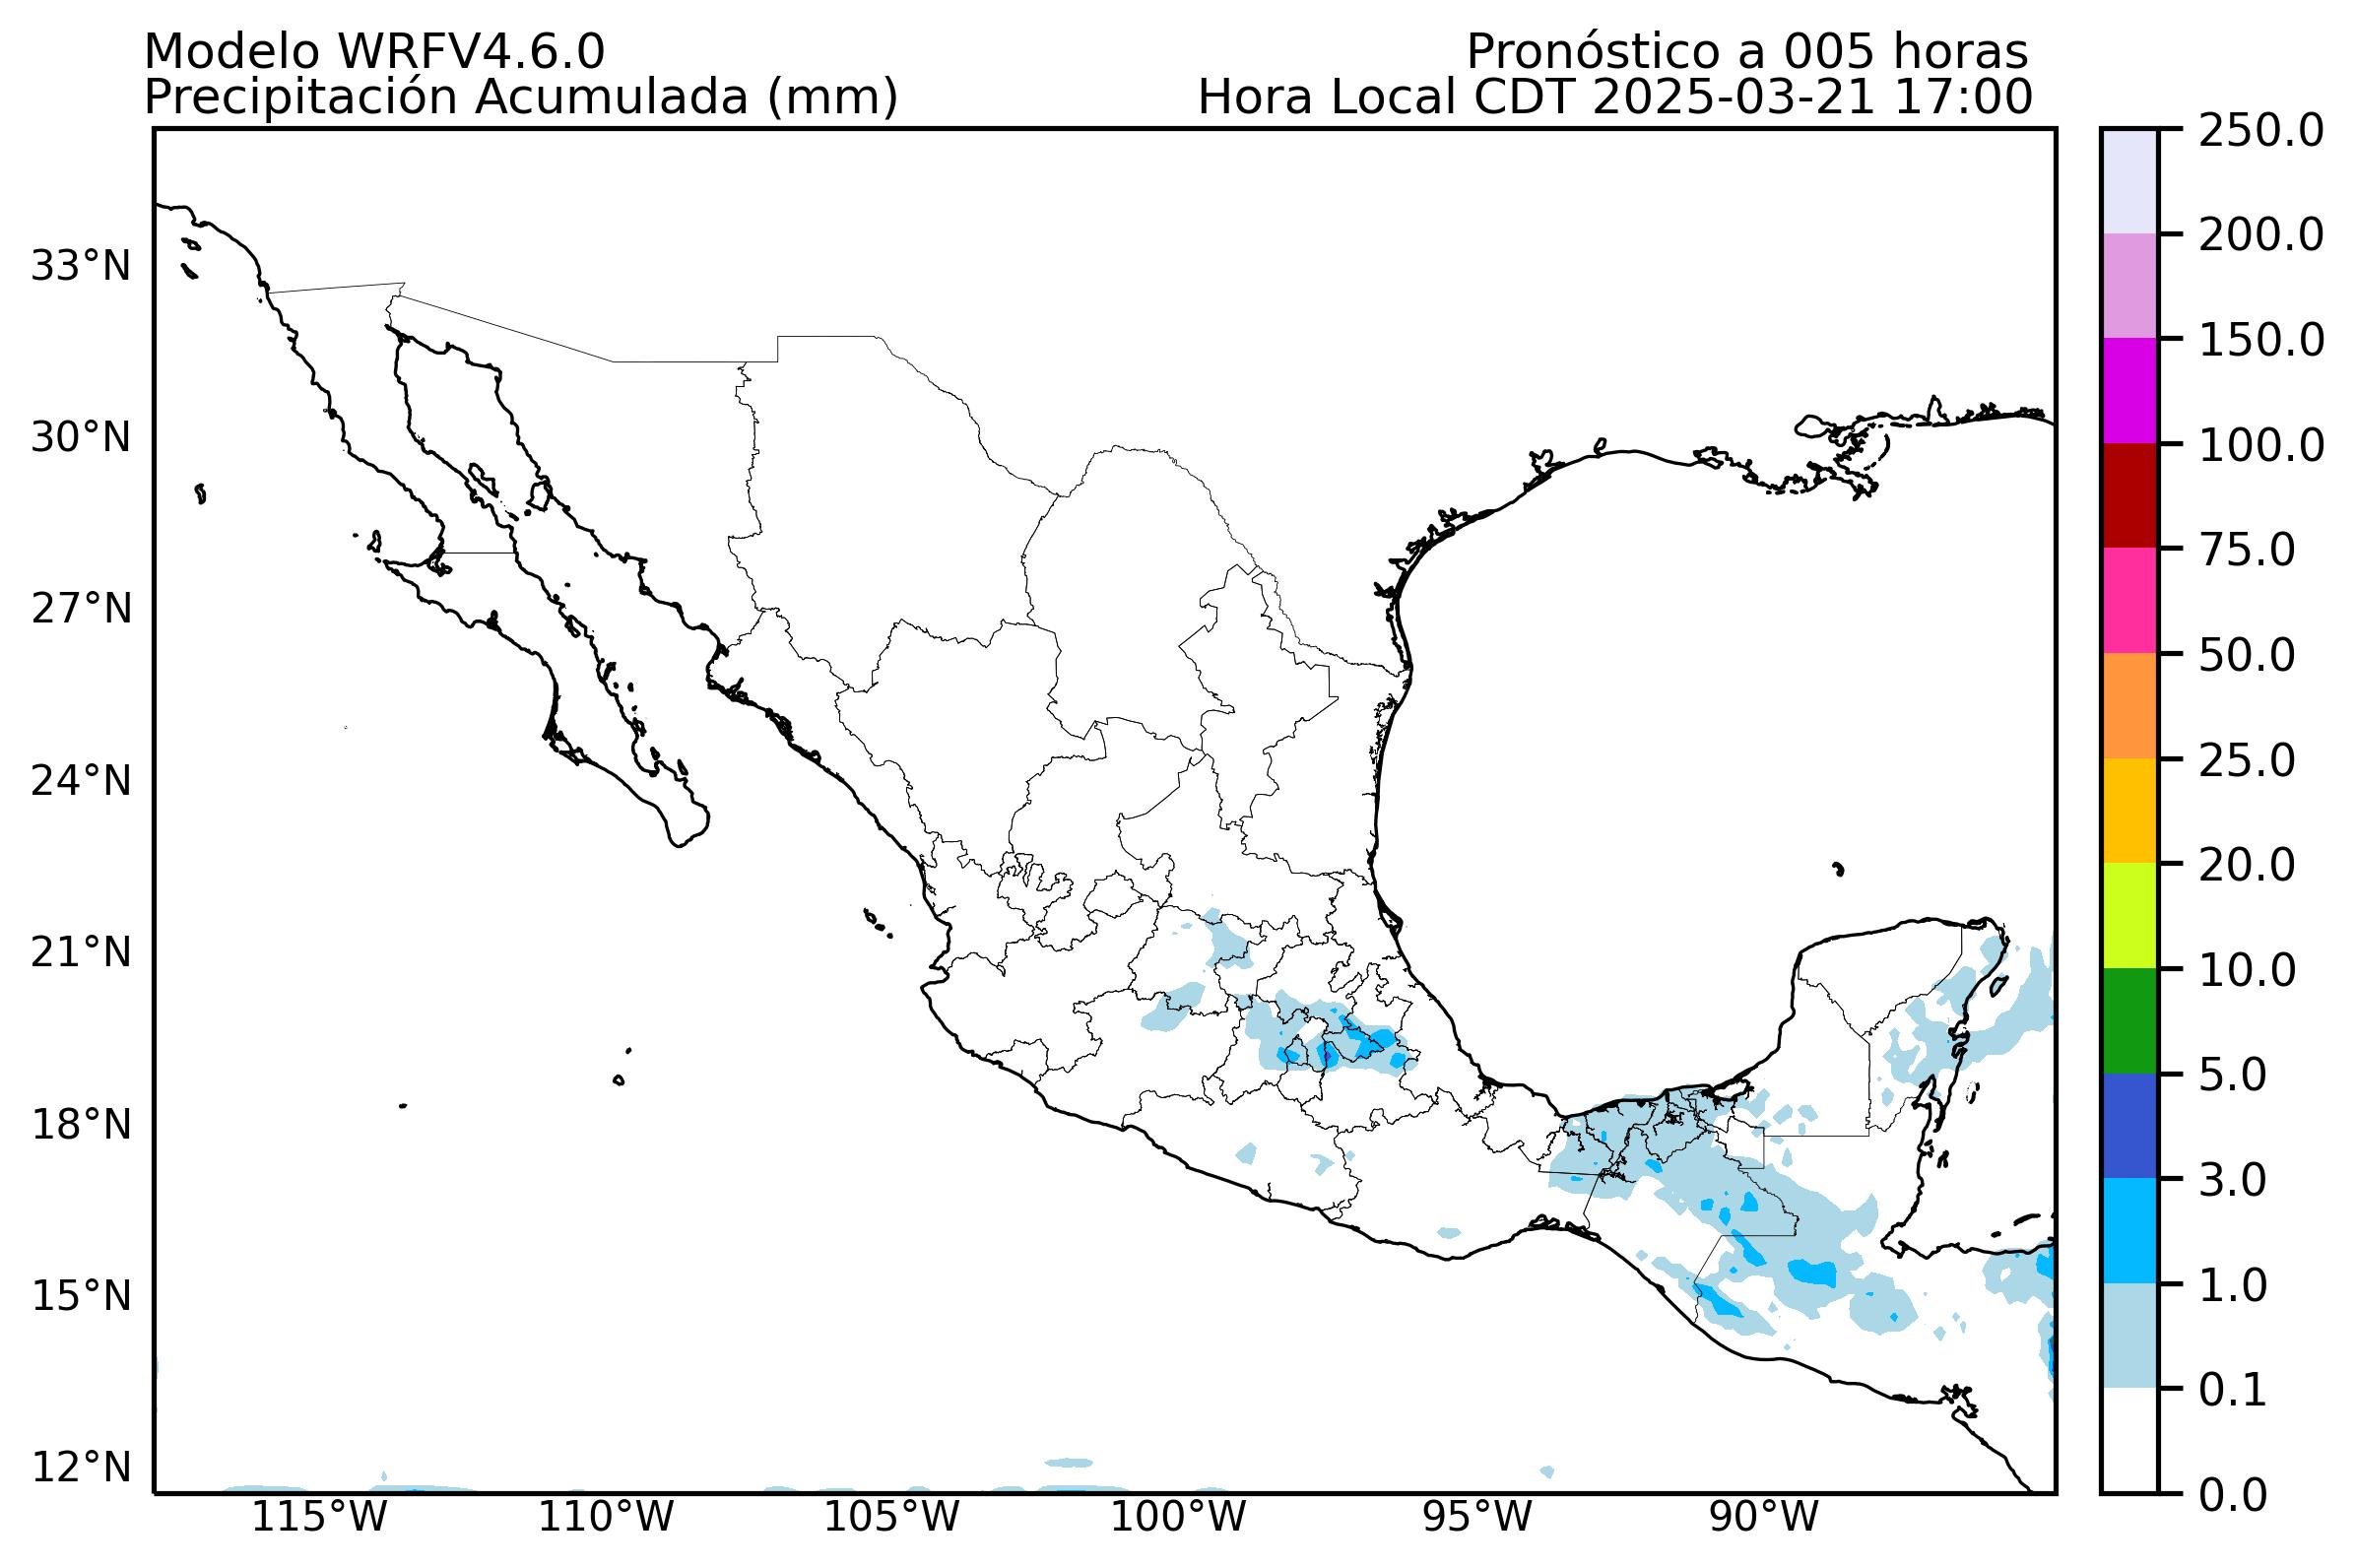 Modelo WRFV4.6.0
Pronóstico a 005 horas
Precipitación Acumulada (mm)
Hora Local CDT 2025-03-21 17:00
33°N
30°N
27°N
24°N
21°N
18°N
15°N
12°N
115°W
110°W
105°W
100°W
95°W
90°W
250.0
200.0
150.0
100.0
75.0
50.0
25.0
20.0
10.0
5.0
3.0
1.0
0.1
0.0